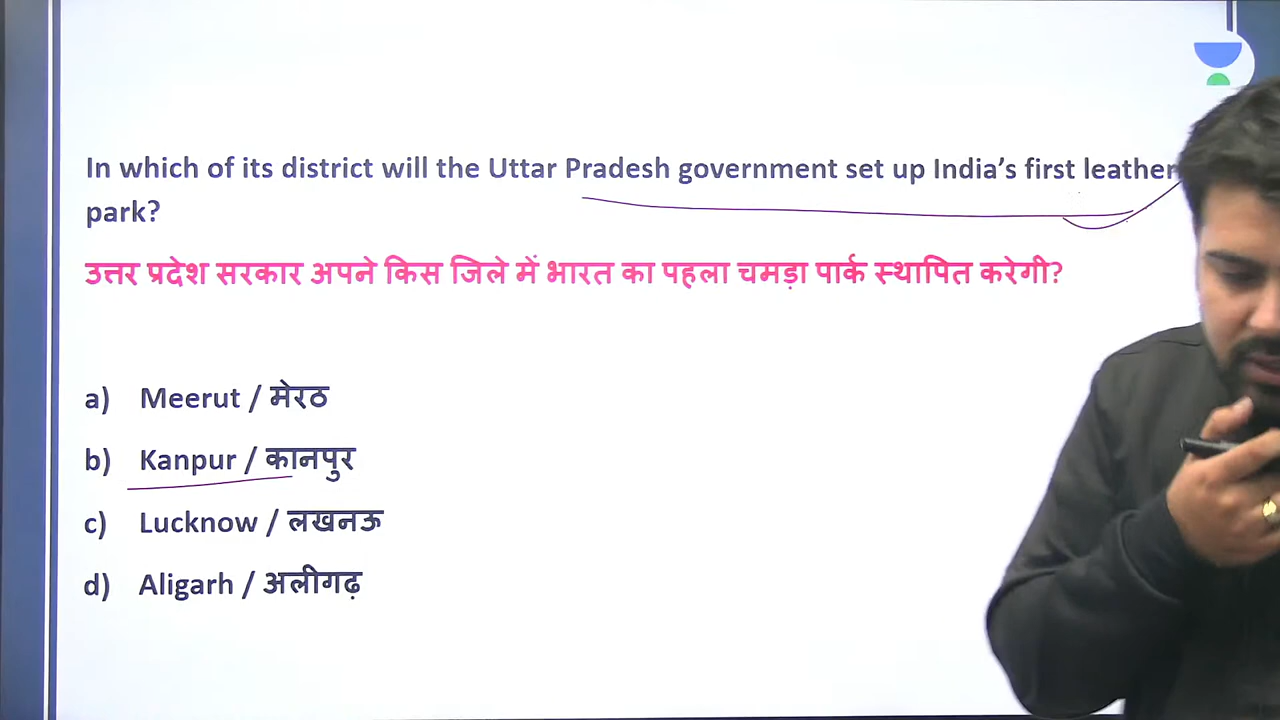 In which of its district will the Uttar Pradesh government set up India's first leather
park?
उत्तर प्रदेश सरकार अपने किस जिले में भारत का पहला चमड़ा पार्क स्थापित करेगी?
a) Meerut / मेरठ
b) Kanpur / कानपुर
c) Lucknow / लखनऊ
d) Aligarh / अलीगढ़